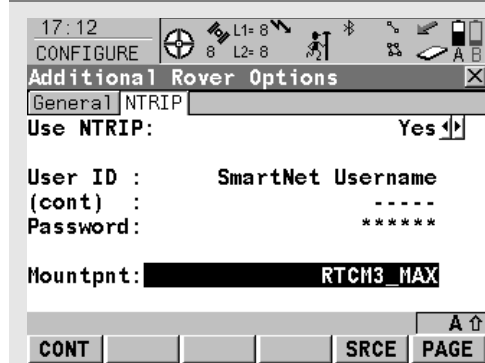 17:12
CONFIGURE
8 L1= 8
L2= 8
2
A B
Additional Rover Options X
General NTRIP
Use NTRIP: Yes
User ID : SmartNet Username
(cont) : -----
Password: ******
Mountpnt: RTCM3_MAX
A
CONT SRCE PAGE